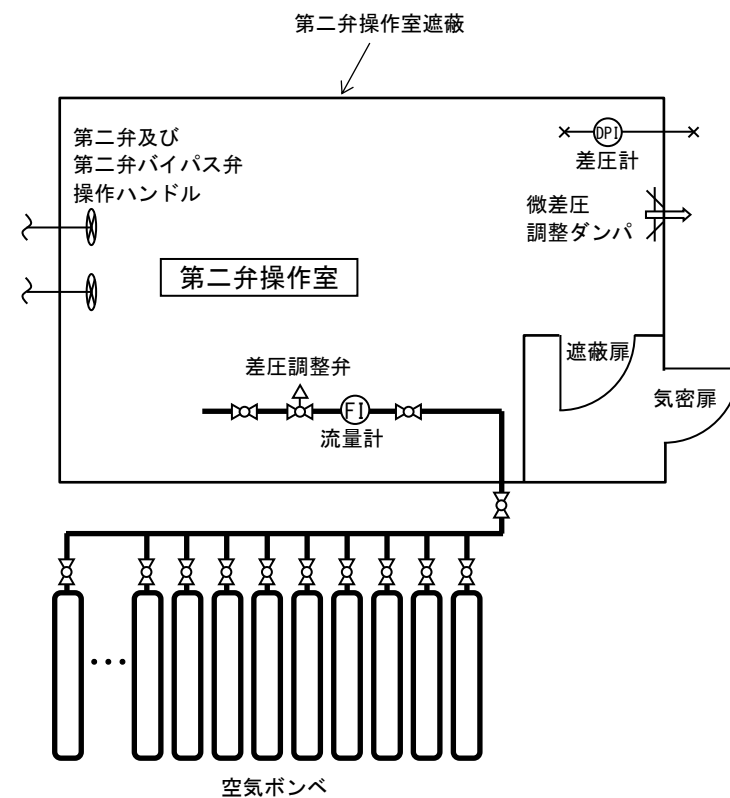 第二弁操作室遮蔽
第二弁及び
第二弁バイパス弁
操作ハンドル
DPI
差圧計
微差圧
調整ダンパ
第二弁操作室
遮蔽扉
気密扉
差圧調整弁
FI
流量計
・・・
空気ボンベ